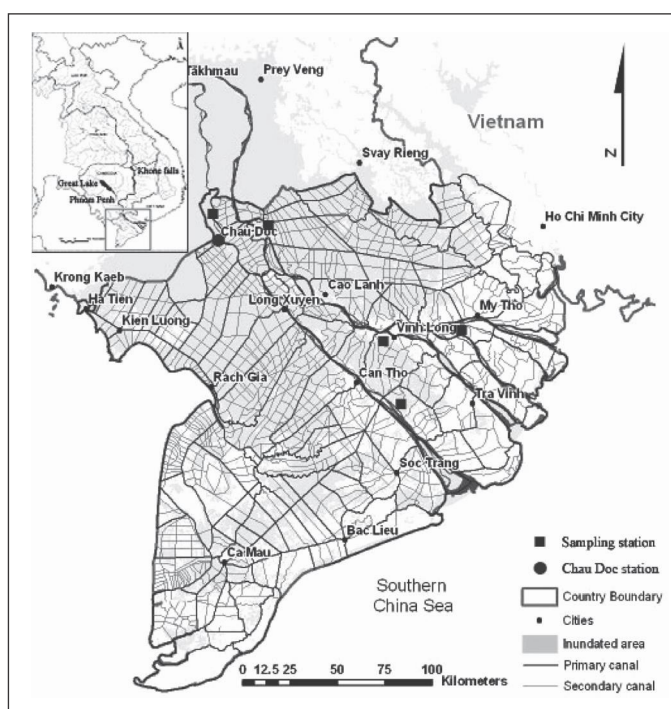 Takhmau
Prey Veng
Vietnam
Khone falls
Great Lake
Phnom Penh
Svay Rieng
N
Ho Chi Minh City
Chau Doc
Krong Kaeb
Ha Tien
Cao Lanh
Long Xuyen
My Tho
Kien Luong
Vinh Long
Rach Gia
Can Tho
Tra Vinh
Soc Trang
Bac Lieu
Ca Mau
Southern
China Sea
Sampling station
Chau Doc station
Country Boundary
Cities
Inundated area
Primary canal
Secondary canal
0 12.5 25 50 75 100
Kilometers